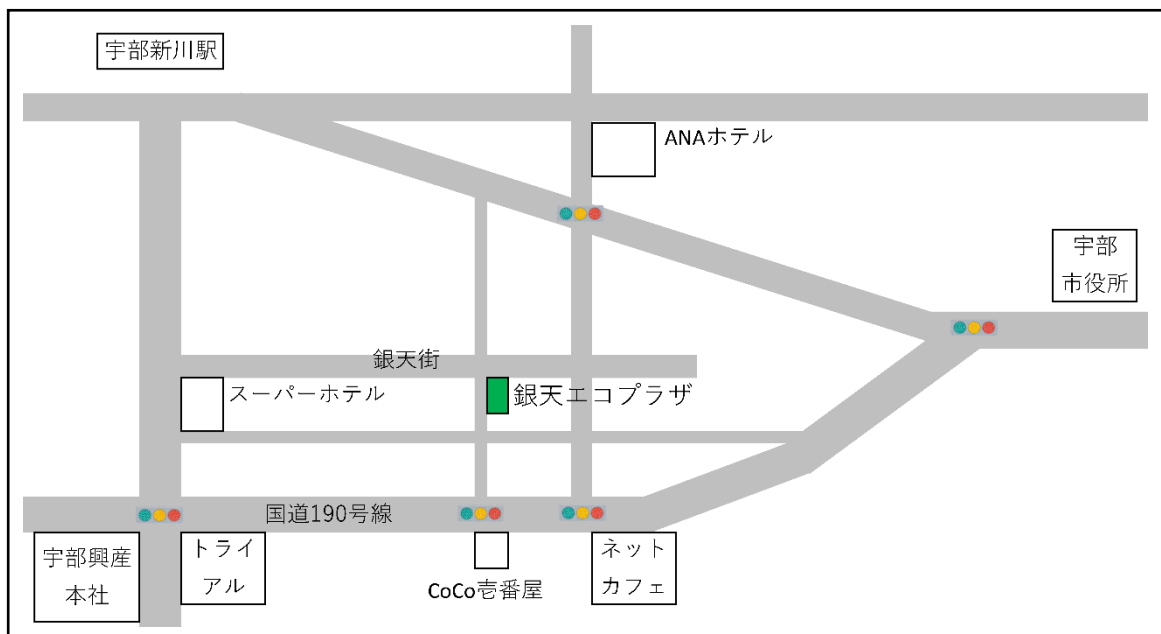 宇部新川駅
ANAホテル
宇部
市役所
銀天街
スーパーホテル
銀天エコプラザ
国道190号線
宇部興産
本社
トライ
アル
CoCo壱番屋
ネット
カフェ